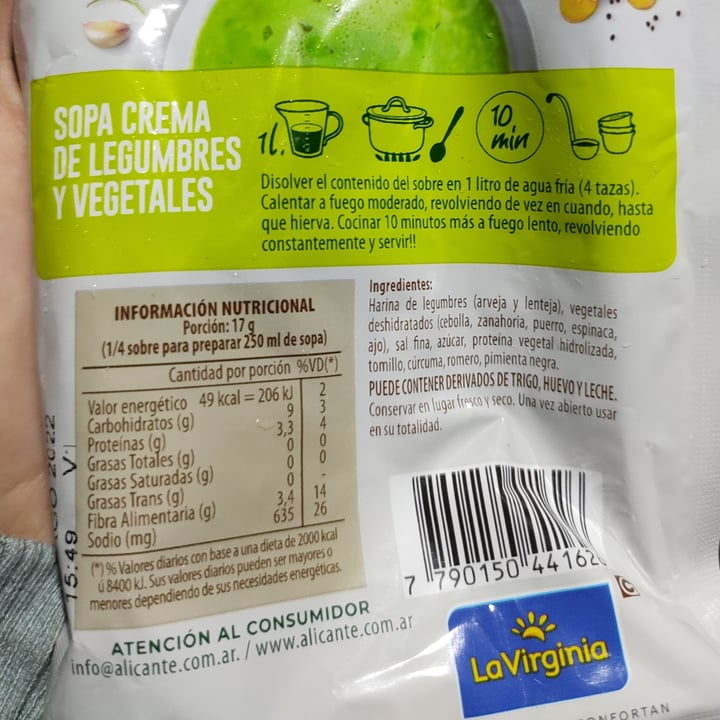 SOPA CREMA
DE LEGUMBRES
Y VEGETALES
1L.
10
min
Disolver el contenido del sobre en 1 litro de agua fría (4 tazas).
Calentar a fuego moderado, revolviendo de vez en cuando, hasta
que hierva. Cocinar 10 minutos más a fuego lento, revolviendo
constantemente y servir!!
INFORMACIÓN NUTRICIONAL
Porción: 17 g
(1/4 sobre para preparar 250 ml de sopa)
Cantidad por porción %VD(*)
Valor energético 49 kcal = 206 kJ 2
Carbohidratos (g) 9 3
Proteínas (g) 3,3 4
Grasas Totales (g) 0 0
Grasas Saturadas (g) 0 0
Grasas Trans (g) 0 -
Fibra Alimentaria (g) 3,4 14
Sodio (mg) 635 26
(*) % Valores diarios con base a una dieta de 2000 kcal
ú 8400 kJ. Sus valores diarios pueden ser mayores o
menores dependiendo de sus necesidades energéticas.
Ingredientes:
Harina de legumbres (arveja y lenteja), vegetales
deshidratados (cebolla, zanahoria, puerro, espinaca,
ajo), sal fina, azúcar, proteína vegetal hidrolizada,
tomillo, cúrcuma, romero, pimienta negra.
PUEDE CONTENER DERIVADOS DE TRIGO, HUEVO Y LECHE.
Conservar en lugar fresco y seco. Una vez abierto usar
en su totalidad.
7 790150 44162
ATENCIÓN AL CONSUMIDOR
info@alicante.com.ar. / www.alicante.com.ar
La Virginia
15:49 V
2022